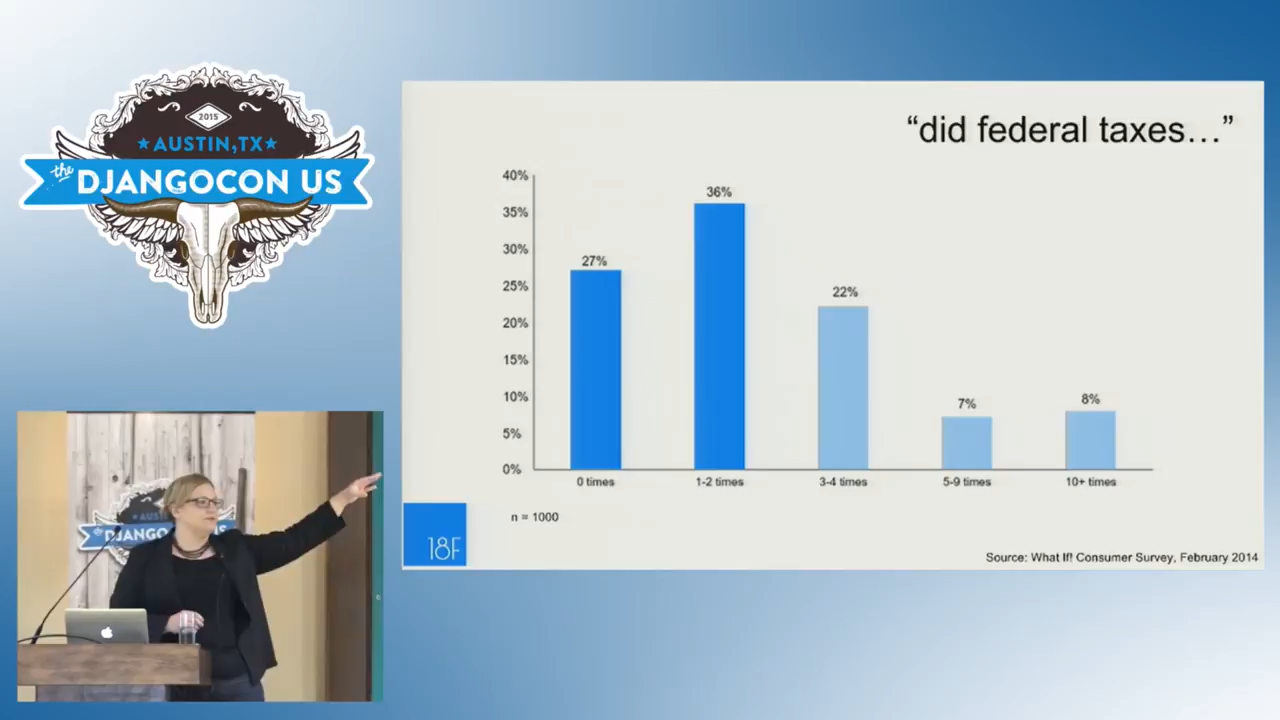 2015
★AUSTIN,TX★
the
DJANGOCON US
“did federal taxes…”
40%
35%
30%
25%
20%
15%
10%
5%
0%
27%
36%
22%
7%
8%
0 times
1-2 times
3-4 times
5-9 times
10+ times
n = 1000
18F
Source: What If! Consumer Survey, February 2014
the DJANGO